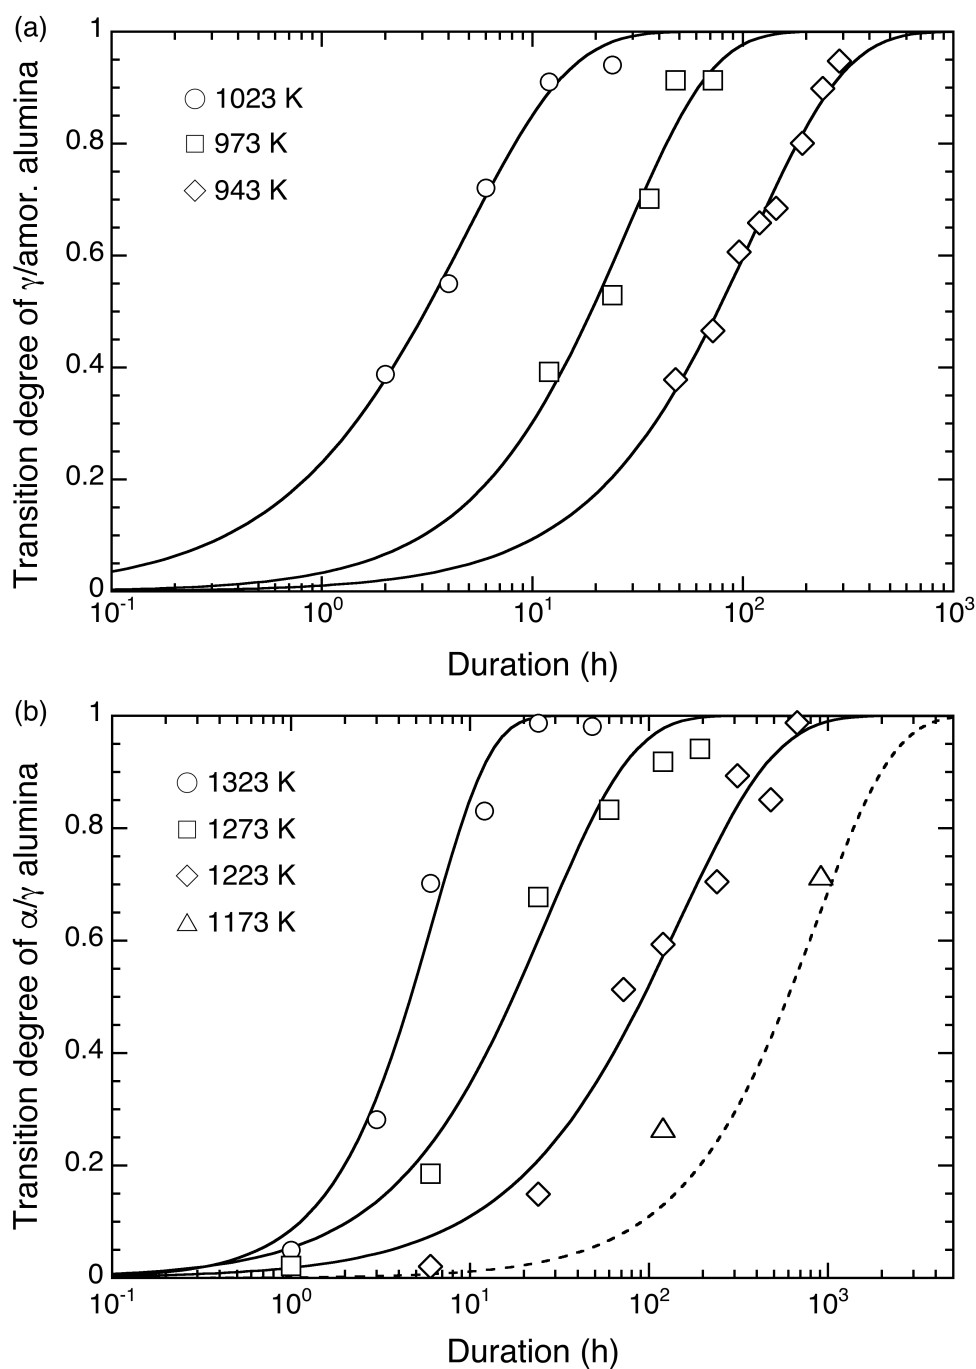 (a)
1
0.8
0.6
0.4
0.2
0
Transition degree of γ/amor. alumina
1023 K
973 K
943 K
10-1 100 101 102 103
Duration (h)
(b)
1
0.8
0.6
0.4
0.2
0
Transition degree of α/γ alumina
1323 K
1273 K
1223 K
1173 K
10-1 100 101 102 103
Duration (h)